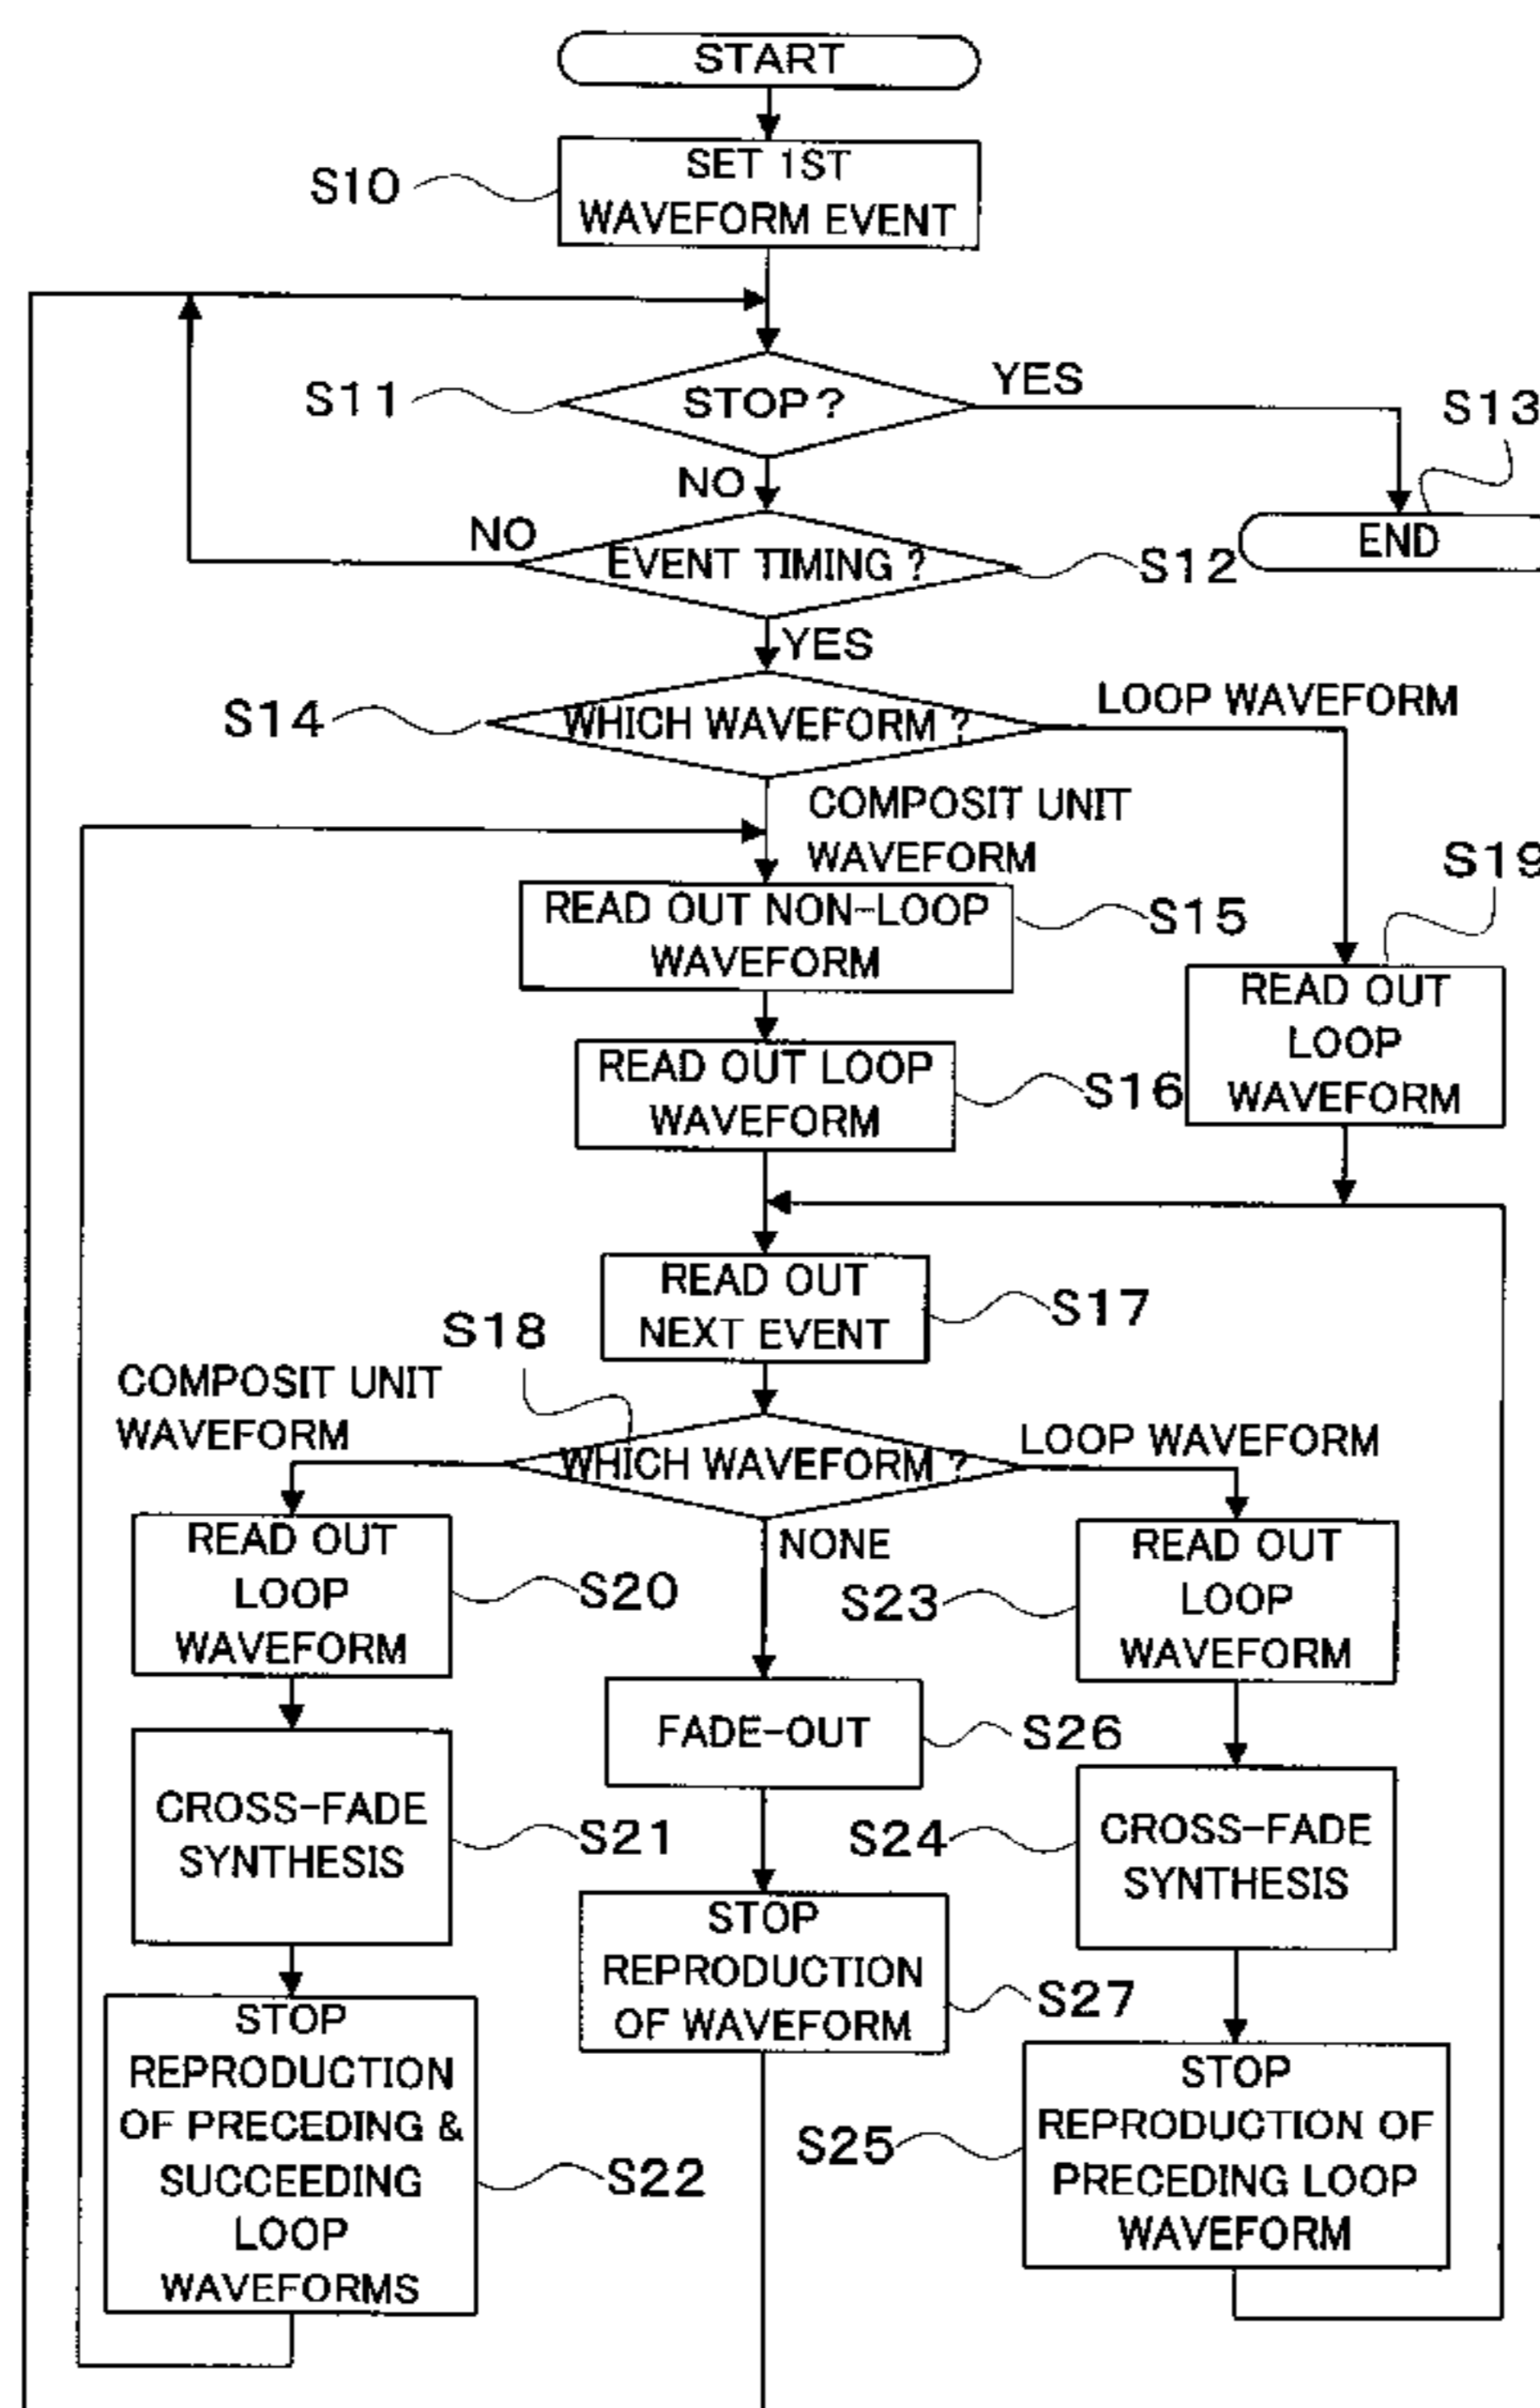 START
S10
SET 1ST
WAVEFORM EVENT
S11
STOP?
YES
S13
NO
END
NO
EVENT TIMING?
S12
YES
S14
WHICH WAVEFORM?
LOOP WAVEFORM
COMPOSIT UNIT
WAVEFORM
S19
READ OUT NON-LOOP
WAVEFORM
S15
READ OUT
LOOP
WAVEFORM
READ OUT LOOP
WAVEFORM
S16
READ OUT
NEXT EVENT
S17
S18
COMPOSIT UNIT
WAVEFORM
WHICH WAVEFORM?
LOOP WAVEFORM
NONE
READ OUT
LOOP
WAVEFORM
S20
S23
READ OUT
LOOP
WAVEFORM
FADE-OUT
S26
CROSS-FADE
SYNTHESIS
S21
S24
CROSS-FADE
SYNTHESIS
STOP
REPRODUCTION
OF WAVEFORM
S27
STOP
REPRODUCTION
OF PRECEDING &
SUCCEEDING
LOOP
WAVEFORMS
S22
S25
STOP
REPRODUCTION OF
PRECEDING LOOP
WAVEFORM